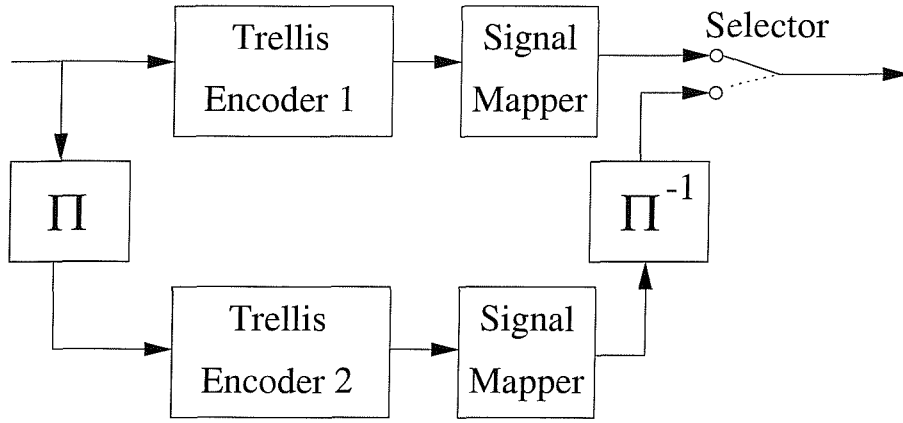 Trellis
Encoder 1
Signal
Mapper
Selector
Π
Π-1
Trellis
Encoder 2
Signal
Mapper